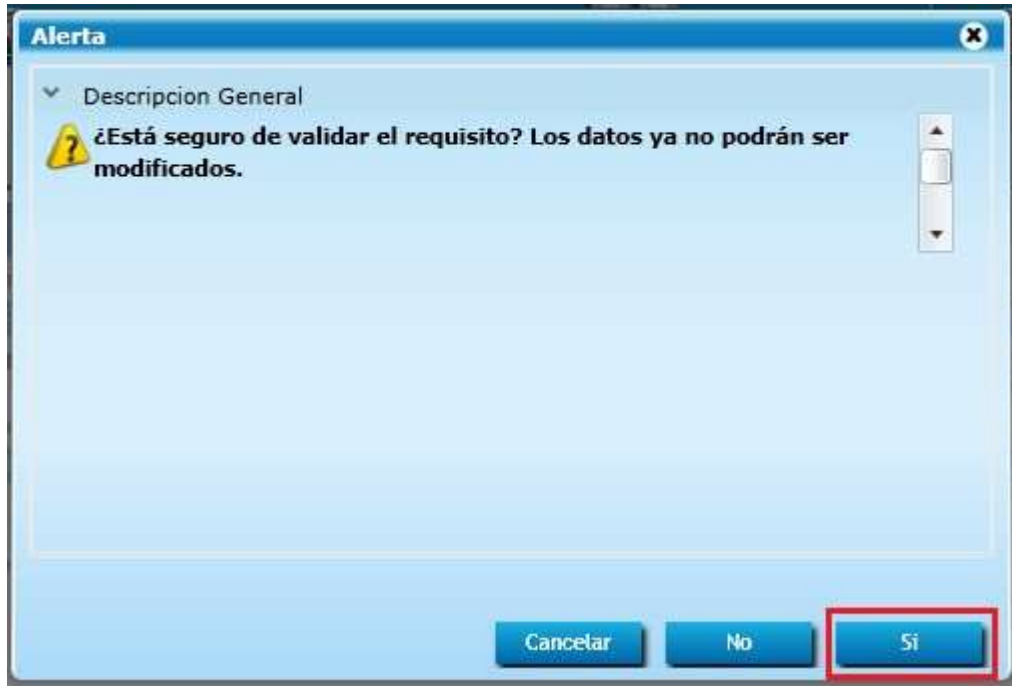 Alerta
Descripcion General
¿Está seguro de validar el requisito? Los datos ya no podrán ser
modificados.
Cancelar
No
Si